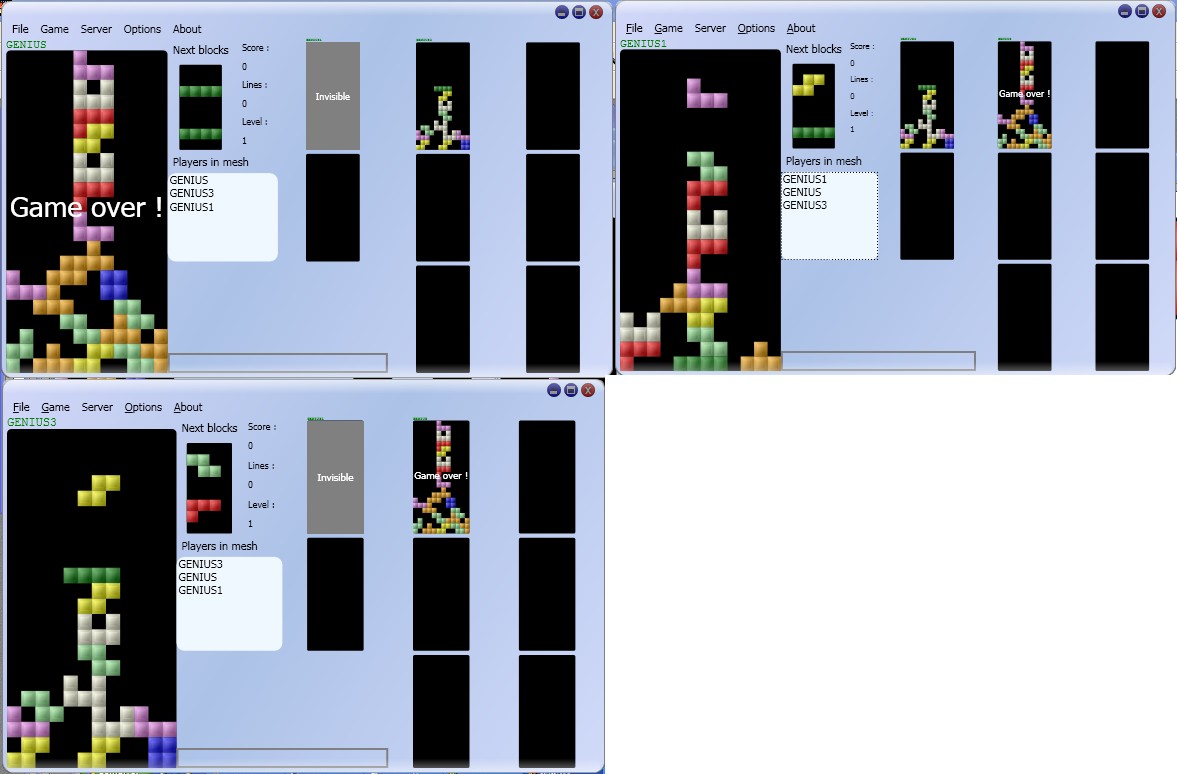 File Game Server Options About
GENIUS
Next blocks
Score :
0
Lines :
0
Level :
1
Players in mesh
GENIUS
GENIUS3
GENIUS1
Game over !
Invisible
File Game Server Options About
GENIUS1
Next blocks
Score :
0
Lines :
0
Level :
1
Players in mesh
GENIUS1
GENIUS
GENIUS3
Game over !
File Game Server Options About
GENIUS3
Next blocks
Score :
0
Lines :
0
Level :
1
Players in mesh
GENIUS3
GENIUS
GENIUS1
Invisible
Game over !